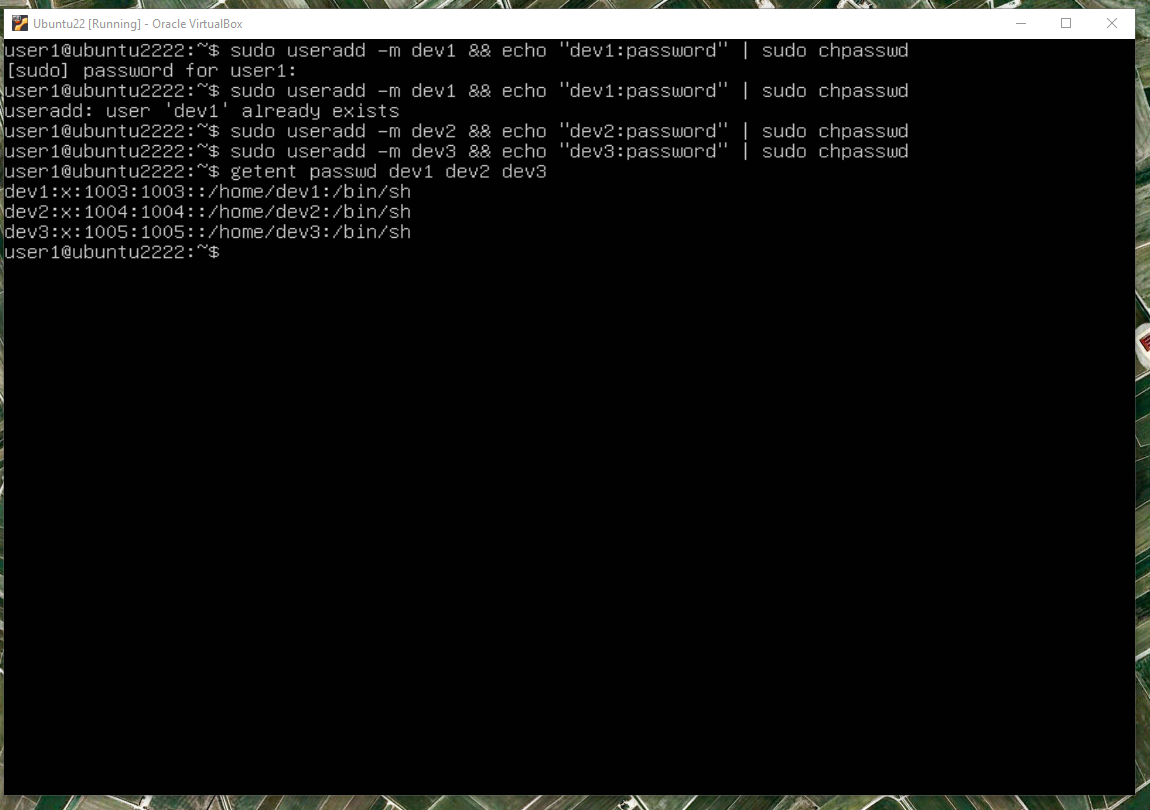 Ubuntu22 [Running] - Oracle VirtualBox
user1@ubuntu2222:~$ sudo useradd -m dev1 && echo "dev1:password" | sudo chpasswd
[sudo] password for user1:
user1@ubuntu2222:~$ sudo useradd -m dev1 && echo "dev1:password" | sudo chpasswd
useradd: user 'dev1' already exists
user1@ubuntu2222:~$ sudo useradd -m dev2 && echo "dev2:password" | sudo chpasswd
user1@ubuntu2222:~$ sudo useradd -m dev3 && echo "dev3:password" | sudo chpasswd
user1@ubuntu2222:~$ getent passwd dev1 dev2 dev3
dev1:x:1003:1003::/home/dev1:/bin/sh
dev2:x:1004:1004::/home/dev2:/bin/sh
dev3:x:1005:1005::/home/dev3:/bin/sh
user1@ubuntu2222:~$